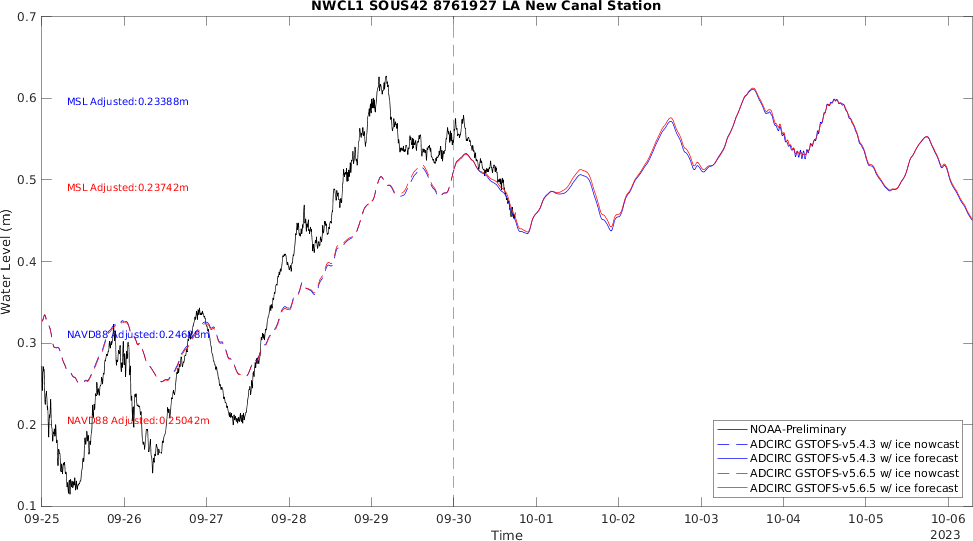 NWCL1 SOUS42 8761927 LA New Canal Station
Water Level (m)
0.7
0.6
0.5
0.4
0.3
0.2
0.1
MSL Adjusted:0.23388m
MSL Adjusted:0.23742m
NAVD88 Adjusted:0.24688m
NAVD88 Adjusted:0.25042m
NOAA-Preliminary
ADCIRC GSTOFS-v5.4.3 w/ ice nowcast
ADCIRC GSTOFS-v5.4.3 w/ ice forecast
ADCIRC GSTOFS-v5.6.5 w/ ice nowcast
ADCIRC GSTOFS-v5.6.5 w/ ice forecast
09-25 09-26 09-27 09-28 09-29 09-30 10-01 10-02 10-03 10-04 10-05 10-06
2023
Time